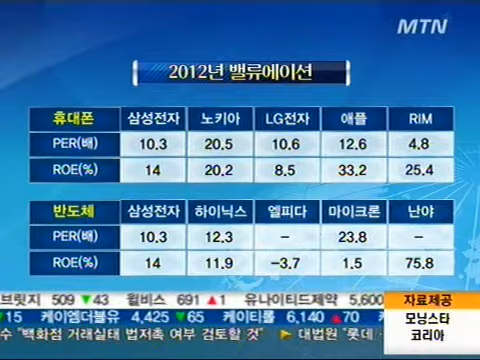 MTN
2012년 밸류에이션
휴대폰 삼성전자 노키아 LG전자 애플 RIM
PER(배) 10.3 20.5 10.6 12.6 4.8
ROE(%) 14 20.2 8.5 33.2 25.4
반도체 삼성전자 하이닉스 엘피다 마이크론 난야
PER(배) 10.3 12.3 – 23.8 –
ROE(%) 14 11.9 –3.7 1.5 75.8
브릿지 509 ▼43 윌비스 691 ▲1 유나이티드제약 5,600
▼15 케이엠더블유 4,425 ▼65 케이티롤 6,140 ▲70
수 "백화점 거래실태 법저촉 여부 검토할 것" ▶ 대법원 "롯데
자료제공
모닝스타
코리아